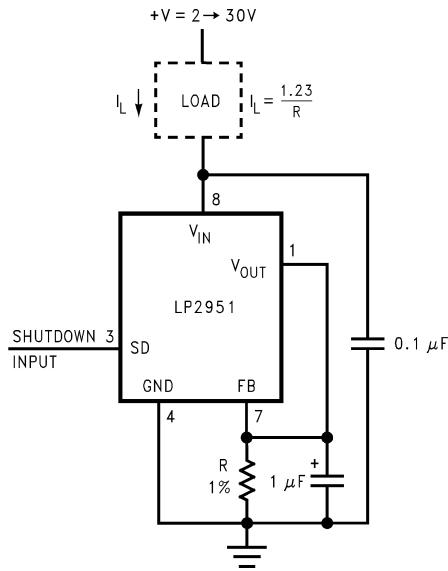 +V = 2 → 30V
I_L ↓ LOAD I_L = 1.23/R
8
V_IN
1
V_OUT
LP2951
SHUTDOWN 3
INPUT
SD
0.1 μF
GND FB
4 7
R
1%
+
1 μF